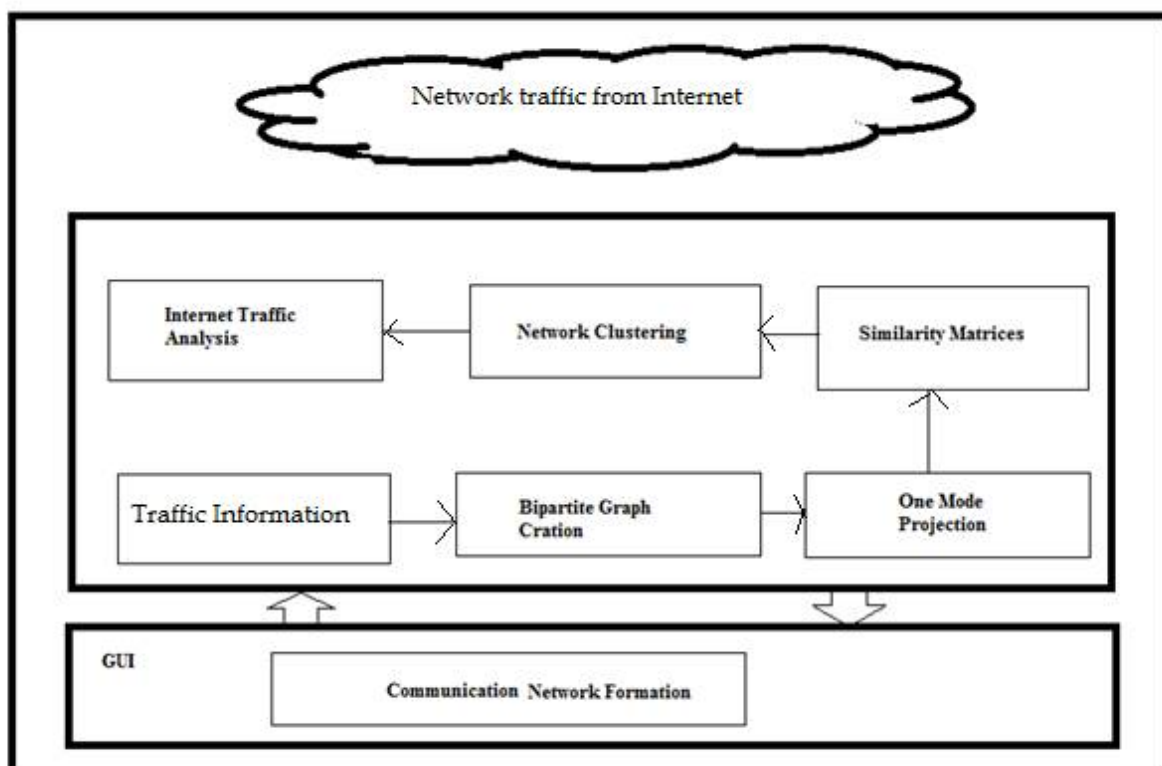 Network traffic from Internet
Internet Traffic
Analysis
Network Clustering
Similarity Matrices
Traffic Information
Bipartite Graph
Cration
One Mode
Projection
GUI
Communication Network Formation